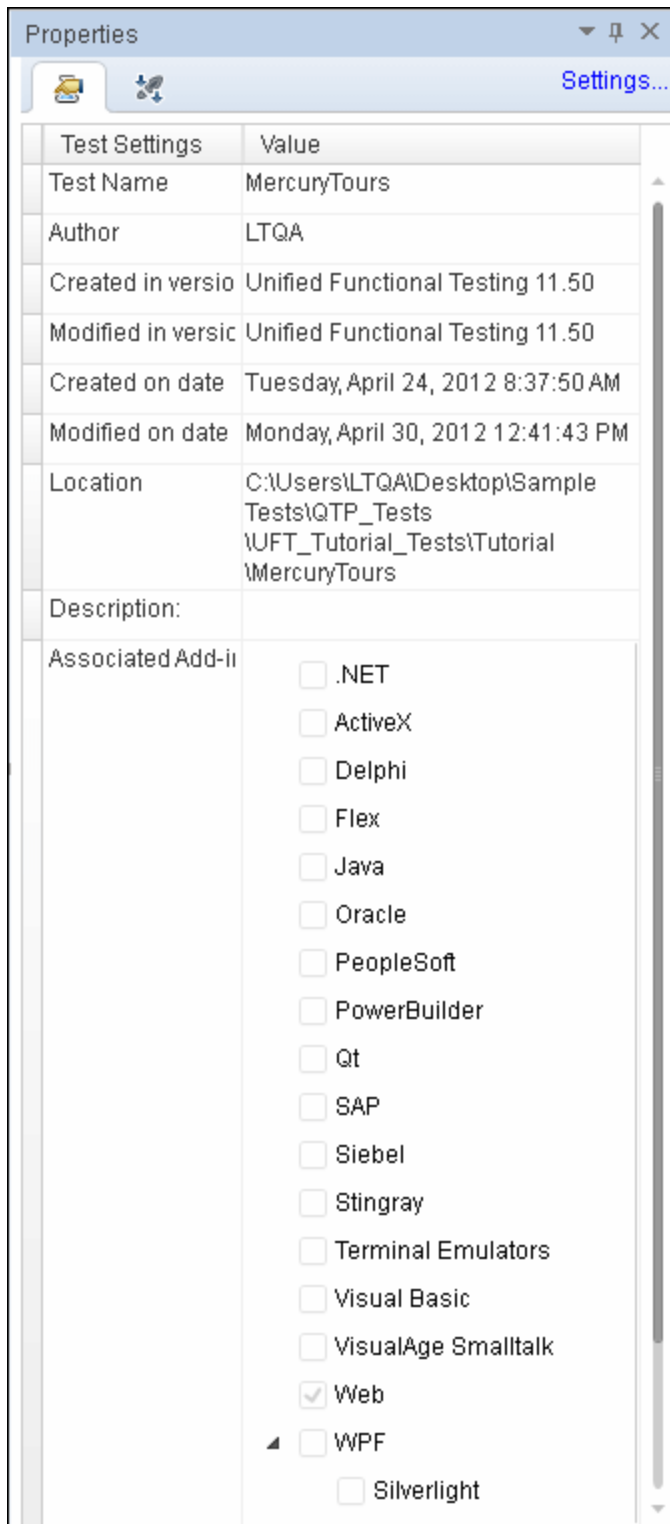 Properties
Settings...
Test Settings Value
Test Name MercuryTours
Author LTQA
Created in versio Unified Functional Testing 11.50
Modified in versic Unified Functional Testing 11.50
Created on date Tuesday, April 24, 2012 8:37:50 AM
Modified on date Monday, April 30, 2012 12:41:43 PM
Location C:\Users\LTQA\Desktop\Sample
Tests\QTP_Tests
\UFT_Tutorial_Tests\Tutorial
\MercuryTours
Description:
Associated Add-in
.NET
ActiveX
Delphi
Flex
Java
Oracle
PeopleSoft
PowerBuilder
Qt
SAP
Siebel
Stingray
Terminal Emulators
Visual Basic
VisualAge Smalltalk
Web
WPF
Silverlight